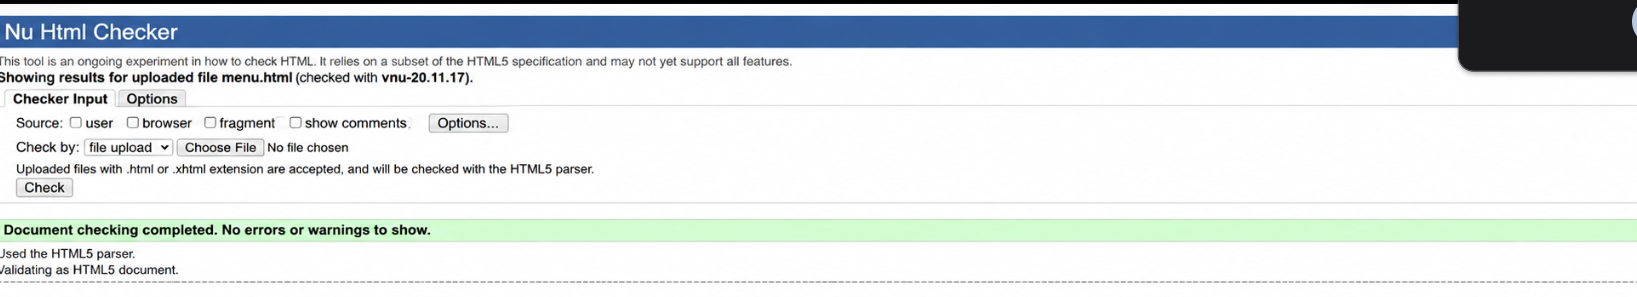 Nu Html Checker
This tool is an ongoing experiment in how to check HTML. It relies on a subset of the HTML5 specification and may not yet support all features.
Showing results for uploaded file menu.html (checked with vnu-20.11.17).
Checker Input Options
Source: user browser fragment show comments Options...
Check by: file upload Choose File No file chosen
Uploaded files with .html or .xhtml extension are accepted, and will be checked with the HTML5 parser.
Check
Document checking completed. No errors or warnings to show.
Used the HTML5 parser.
Validating as HTML5 document.